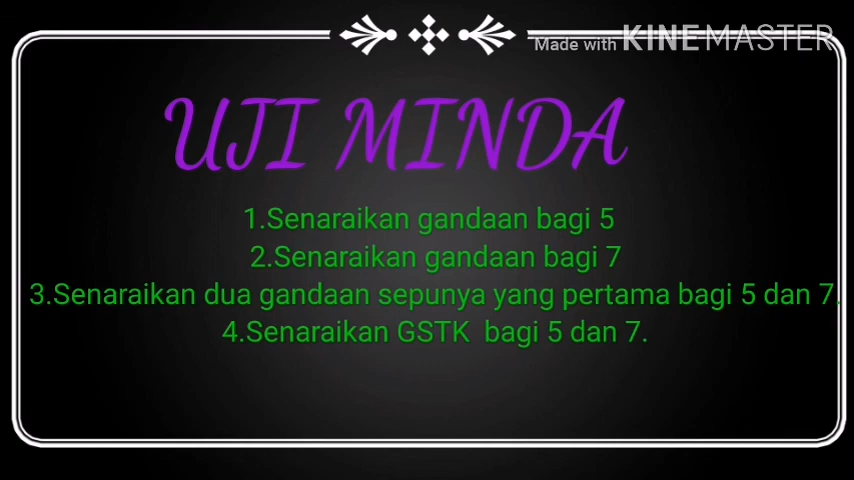 Made with KINEMASTER
UJI MINDA
1.Senaraikan gandaan bagi 5
2.Senaraikan gandaan bagi 7
3.Senaraikan dua gandaan sepunya yang pertama bagi 5 dan 7.
4.Senaraikan GSTK bagi 5 dan 7.